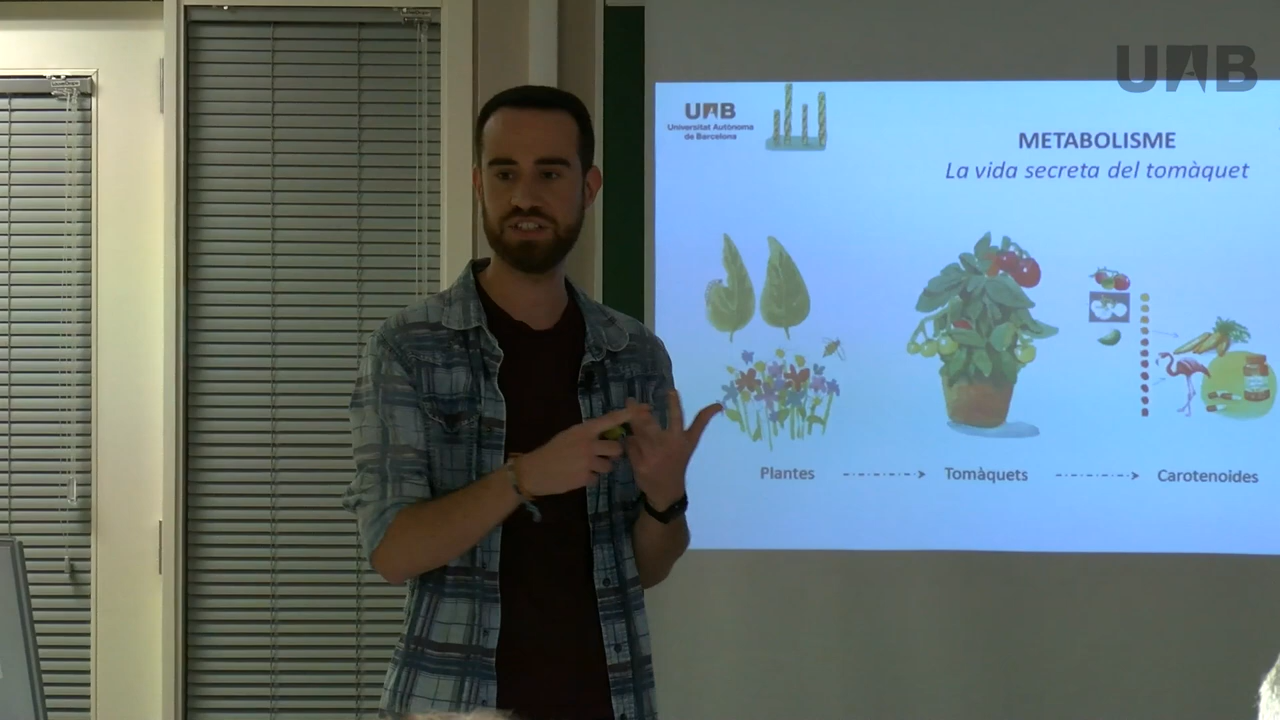 UAB
UAB
Universitat Autònoma
de Barcelona
METABOLISME
La vida secreta del tomàquet
Plantes
Tomàquets
Carotenoides